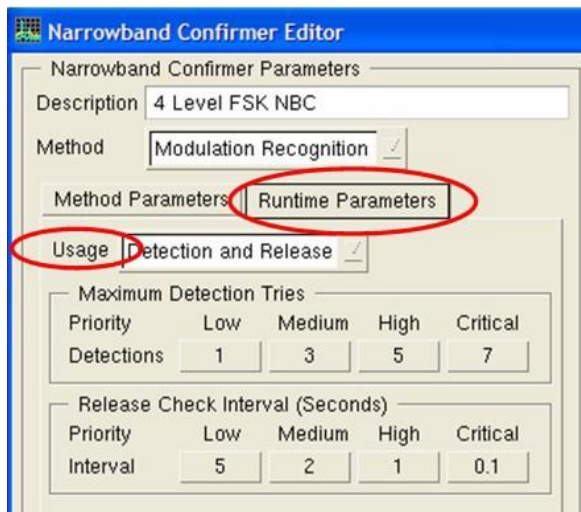 Narrowband Confirmer Editor
Narrowband Confirmer Parameters
Description 4 Level FSK NBC
Method Modulation Recognition
Method Parameters Runtime Parameters
Usage Detection and Release
Maximum Detection Tries
Priority Low Medium High Critical
Detections 1 3 5 7
Release Check Interval (Seconds)
Priority Low Medium High Critical
Interval 5 2 1 0.1